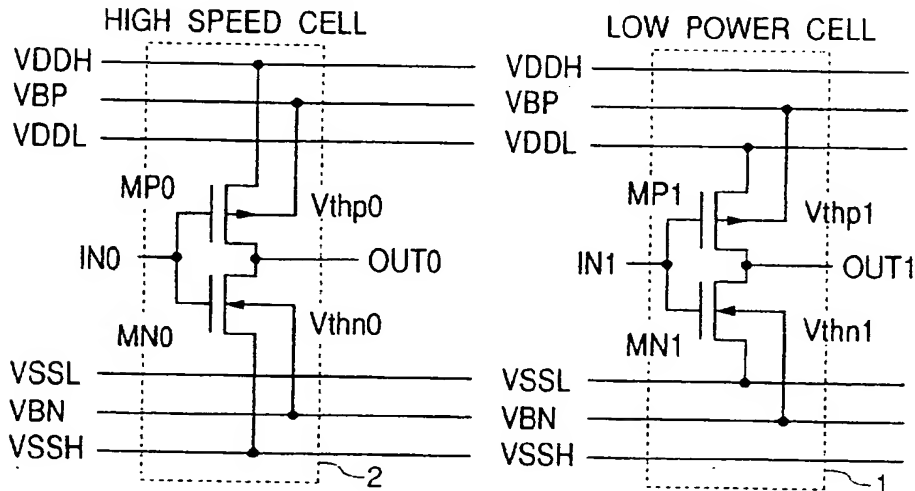 HIGH SPEED CELL
VDDH
VBP
VDDL
MP0
Vthp0
IN0
OUT0
MN0
Vthn0
VSSL
VBN
VSSH
2
LOW POWER CELL
VDDH
VBP
VDDL
MP1
Vthp1
IN1
OUT1
MN1
Vthn1
VSSL
VBN
VSSH
1